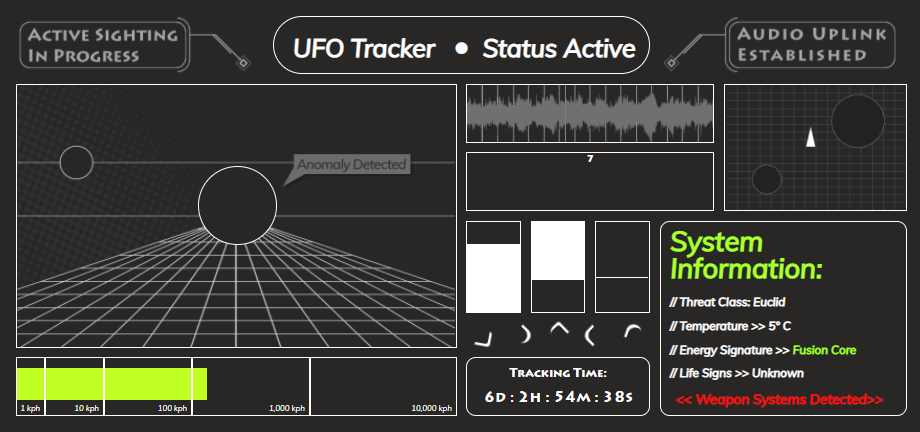 Active Sighting
In Progress
UFO Tracker ● Status Active
Audio Uplink
Established
Anomaly Detected
7
System
Information:
// Threat Class: Euclid
// Temperature >> 5° C
// Energy Signature >> Fusion Core
// Life Signs >> Unknown
<< Weapon Systems Detected>>
1 kph
10 kph
100 kph
1,000 kph
10,000 kph
Tracking Time:
6D : 2H : 54M : 38S